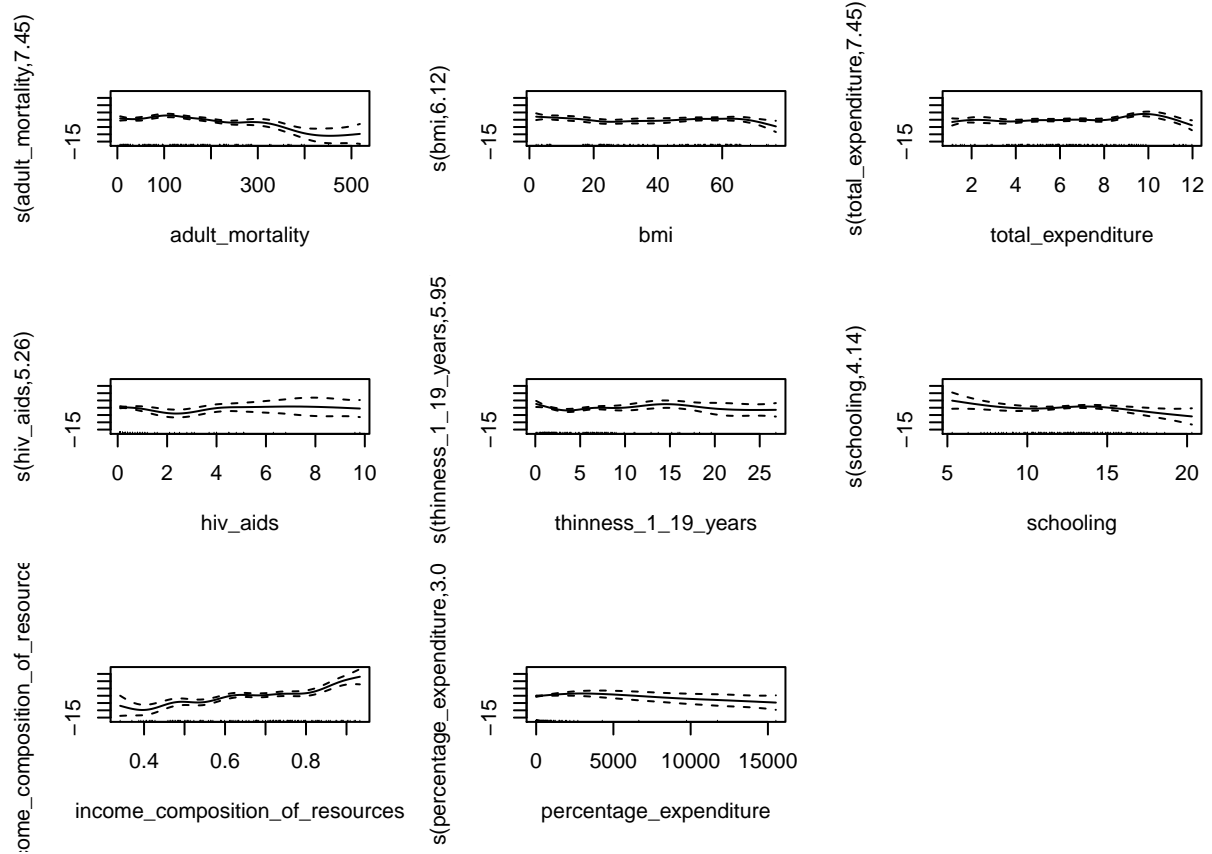 s(adult_mortality,7.45)
−15
0 100 300 500
adult_mortality
s(bmi,6.12)
−15
0 20 40 60
bmi
s(total_expenditure,7.45)
−15
2 4 6 8 10 12
total_expenditure
s(hiv_aids,5.26)
−15
0 2 4 6 8 10
hiv_aids
s(thinness_1_19_years,5.95
−15
0 5 10 15 20 25
thinness_1_19_years
s(schooling,4.14)
−15
5 10 15 20
schooling
come_composition_of_resource
−15
0.4 0.6 0.8
income_composition_of_resources
s(percentage_expenditure,3.0
−15
0 5000 10000 15000
percentage_expenditure